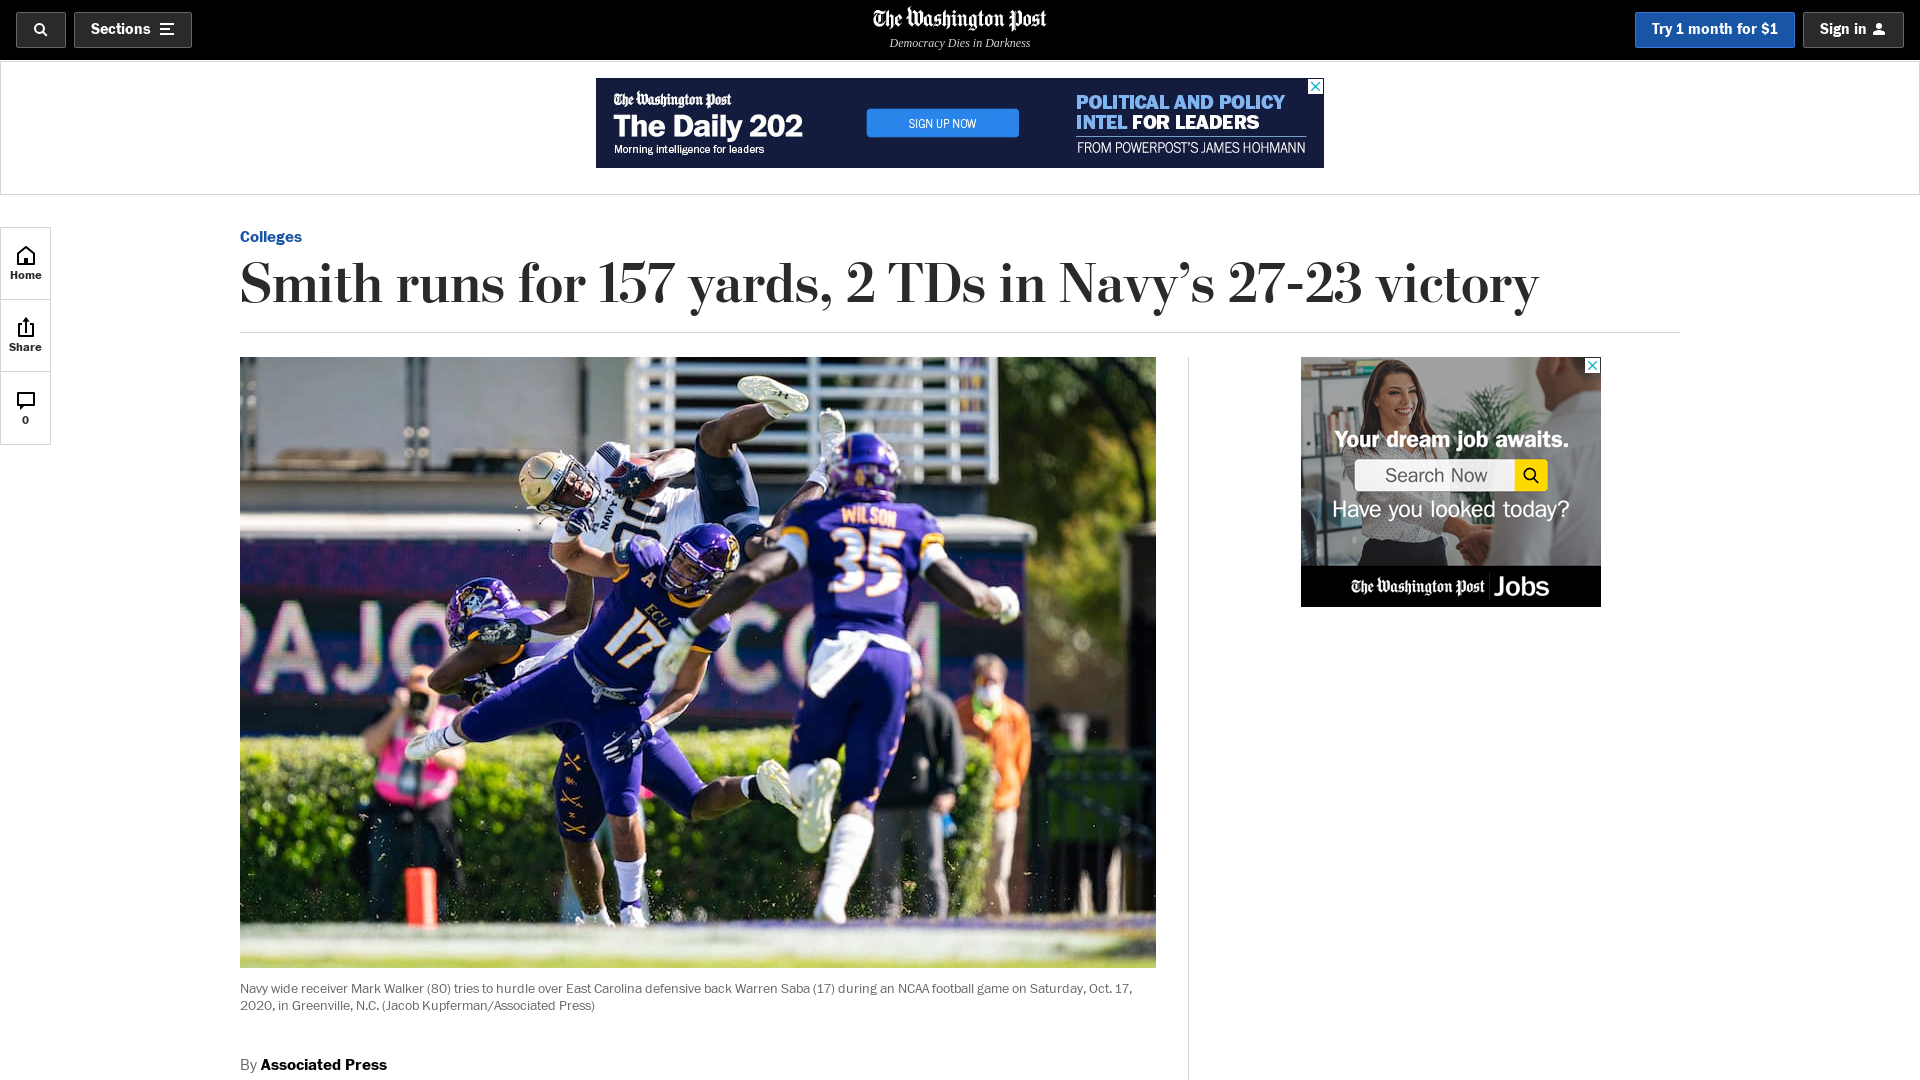 Sections
The Washington Post
Democracy Dies in Darkness
Try 1 month for $1
Sign in
The Washington Post
The Daily 202
Morning intelligence for leaders
SIGN UP NOW
POLITICAL AND POLICY
INTEL FOR LEADERS
FROM POWERPOST'S JAMES HOHMANN
Home
Share
0
Colleges
Smith runs for 157 yards, 2 TDs in Navy’s 27-23 victory
NAVY
80
WILSON
35
ECU
17
Your dream job awaits.
Search Now
Have you looked today?
The Washington Post Jobs
Navy wide receiver Mark Walker (80) tries to hurdle over East Carolina defensive back Warren Saba (17) during an NCAA football game on Saturday, Oct. 17,
2020, in Greenville, N.C. (Jacob Kupferman/Associated Press)
By Associated Press